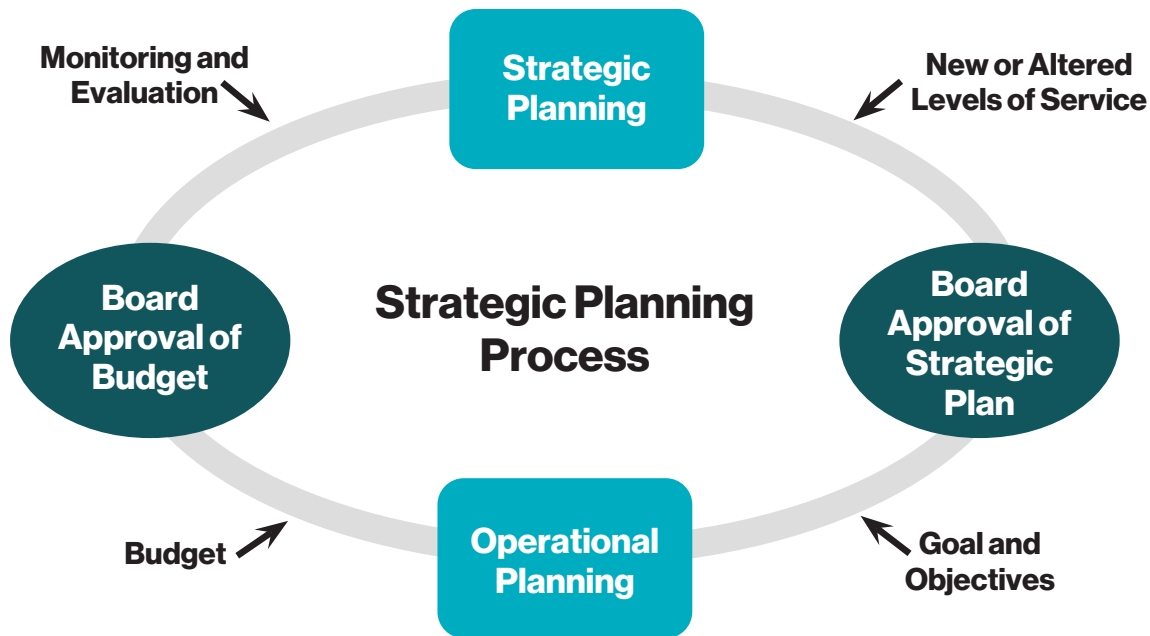 Monitoring and
Evaluation
Strategic
Planning
New or Altered
Levels of Service
Board
Approval of
Budget
Strategic Planning
Process
Board
Approval of
Strategic
Plan
Budget
Operational
Planning
Goal and
Objectives